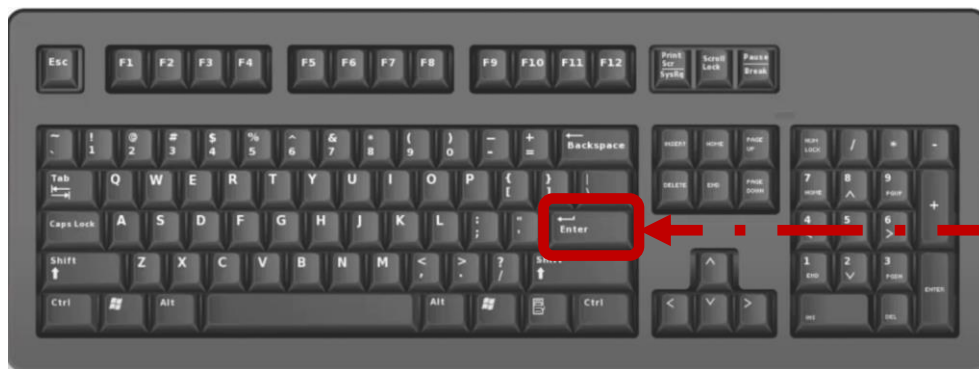 Esc F1 F2 F3 F4 F5 F6 F7 F8 F9 F10 F11 F12 Print Scr SysRq Scroll Lock Pause Break
~ ` ! 1 @ 2 # 3 $ 4 % 5 ^ 6 & 7 * 8 ( 9 ) 0 - + = Backspace INSERT HOME PAGE UP NUM LOCK / * -
Tab Q W E R T Y U I O P { [ } ] | \ DELETE END PAGE DOWN 7 HOME 8 9 PGUP +
Caps Lock A S D F G H J K L : ; " ' Enter 4 5 6
Shift Z X C V B N M < , > . ? / Shift 1 END 2 3 PGDN ENTER
Ctrl Alt Alt Ctrl INS DEL